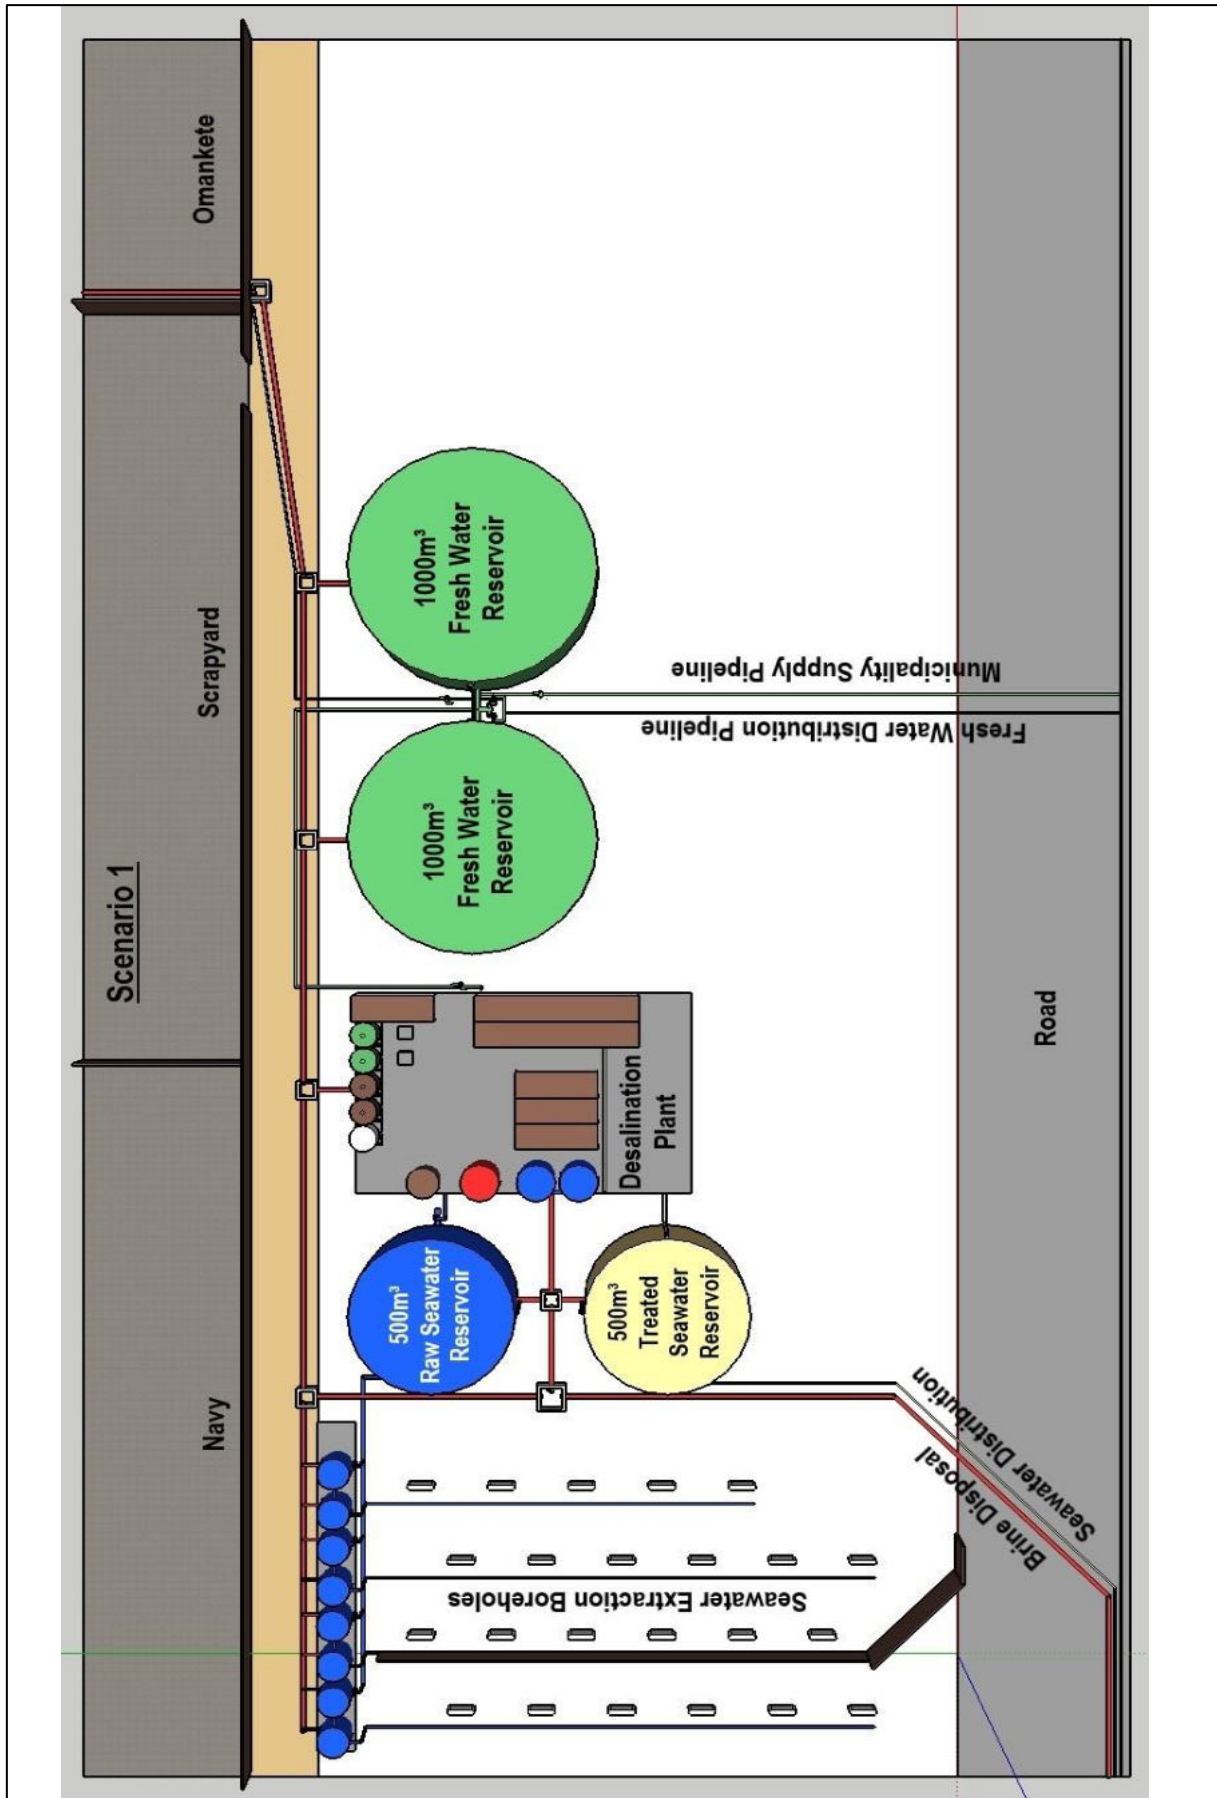 Scenario 1
Navy
Scrapyard
Omankete
500m³
Raw Seawater
Reservoir
500m³
Treated
Seawater
Reservoir
Desalination
Plant
1000m³
Fresh Water
Reservoir
1000m³
Fresh Water
Reservoir
Seawater Extraction Boreholes
Brine Disposal
Seawater Distribution
Fresh Water Distribution Pipeline
Municipality Supply Pipeline
Road